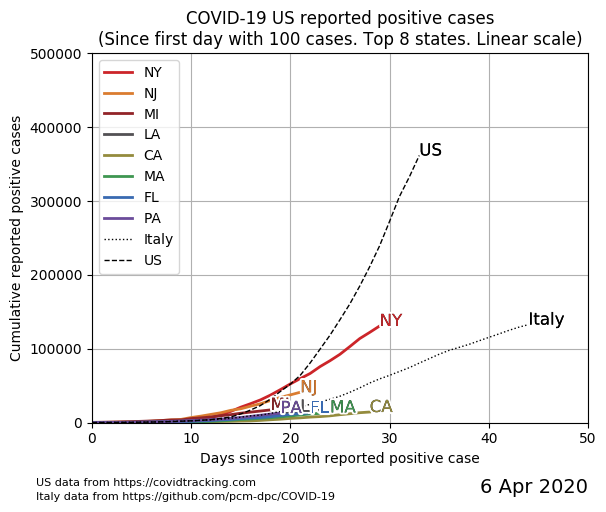 COVID-19 US reported positive cases
(Since first day with 100 cases. Top 8 states. Linear scale)
Cumulative reported positive cases
500000
400000
300000
200000
100000
0
NY
NJ
MI
LA
CA
MA
FL
PA
Italy
US
US
NY
Italy
NJ
M PA L FL MA CA
0 10 20 30 40 50
Days since 100th reported positive case
US data from https://covidtracking.com
Italy data from https://github.com/pcm-dpc/COVID-19
6 Apr 2020